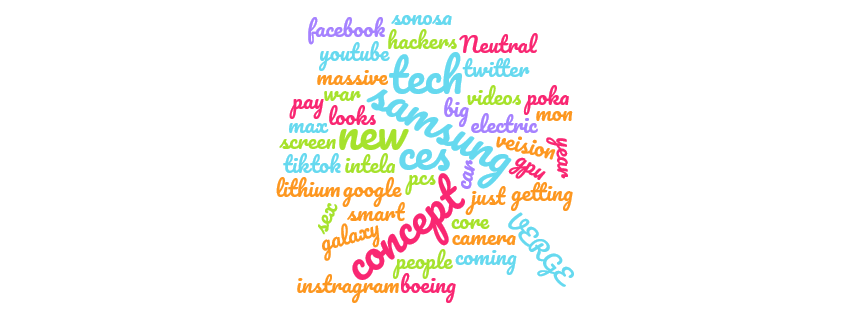 sonosa
facebook
hackers
Neutral
youtube
tech
twitter
massive
samsung
war
pay
big
videos
poka
mon
looks
max
electric
new
screen
ces
veision
year
tiktok
intela
car
gpu
pcs
lithium
google
concept
just
getting
sex
smart
core
VERGE
galaxy
camera
people
coming
instragram
boeing